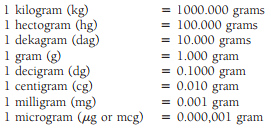 1 kilogram (kg) = 1000.000 grams
1 hectogram (hg) = 100.000 grams
1 dekagram (dag) = 10.000 grams
1 gram (g) = 1.000 gram
1 decigram (dg) = 0.1000 gram
1 centigram (cg) = 0.010 gram
1 milligram (mg) = 0.001 gram
1 microgram (μg or mcg) = 0.000,001 gram